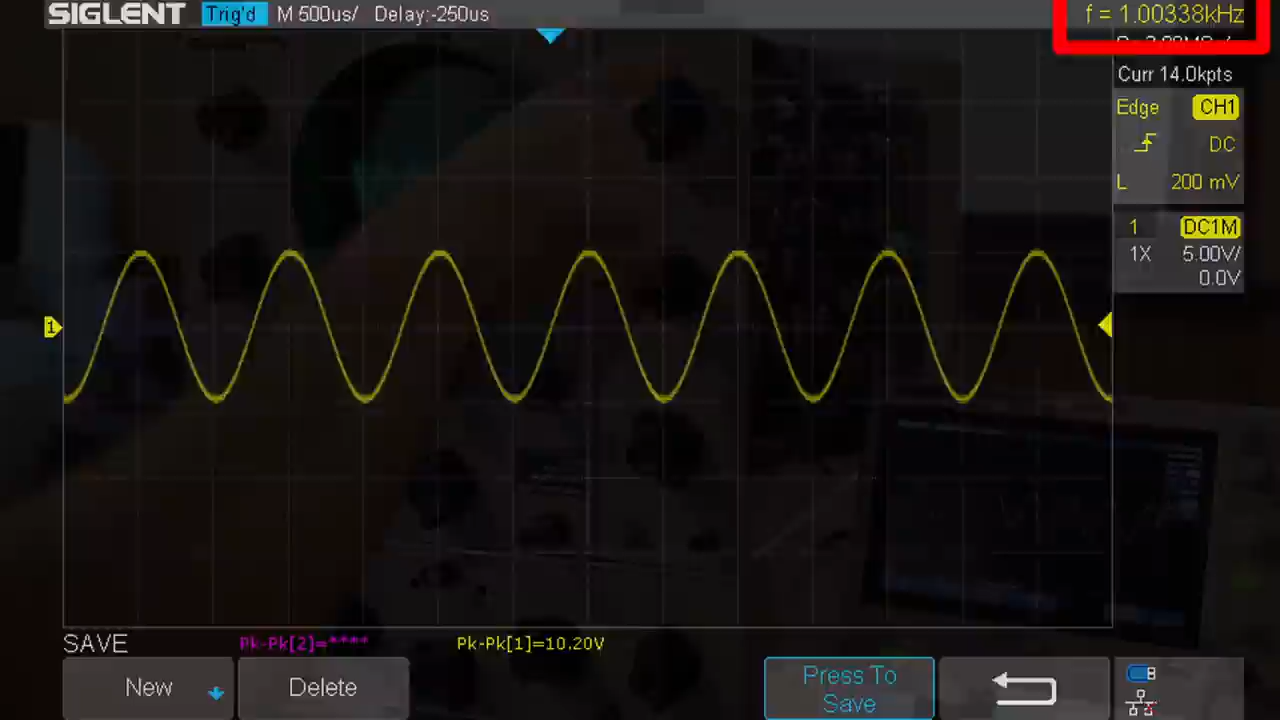 SIGLENT Trig'd M 500us/ Delay:-250us f = 1.00338kHz
Curr 14.0kpts
Edge CH1
DC
L 200 mV
1 DC1M
1X 5.00V/
0.0V
1
SAVE Pk-Pk[2]=**** Pk-Pk[1]=10.20V
New Delete Press To Save